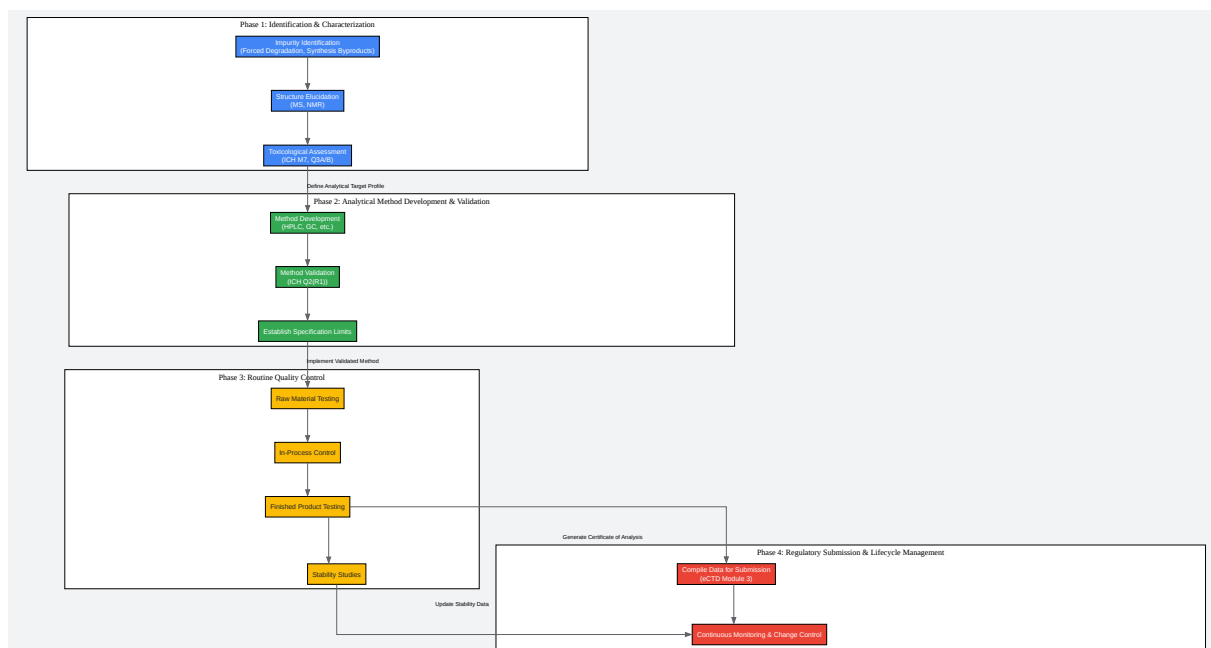 Phase 1: Identification & Characterization
Impurity Identification
(Forced Degradation, Synthesis Byproducts)
Structure Elucidation
(MS, NMR)
Toxicological Assessment
(ICH M7, Q3A/B)
Define Analytical Target Profile
Phase 2: Analytical Method Development & Validation
Method Development
(HPLC, GC, etc.)
Method Validation
(ICH Q2(R1))
Establish Specification Limits
Implement Validated Method
Phase 3: Routine Quality Control
Raw Material Testing
In-Process Control
Finished Product Testing
Generate Certificate of Analysis
Phase 4: Regulatory Submission & Lifecycle Management
Compile Data for Submission
(eCTD Module 3)
Stability Studies
Update Stability Data
Continuous Monitoring & Change Control